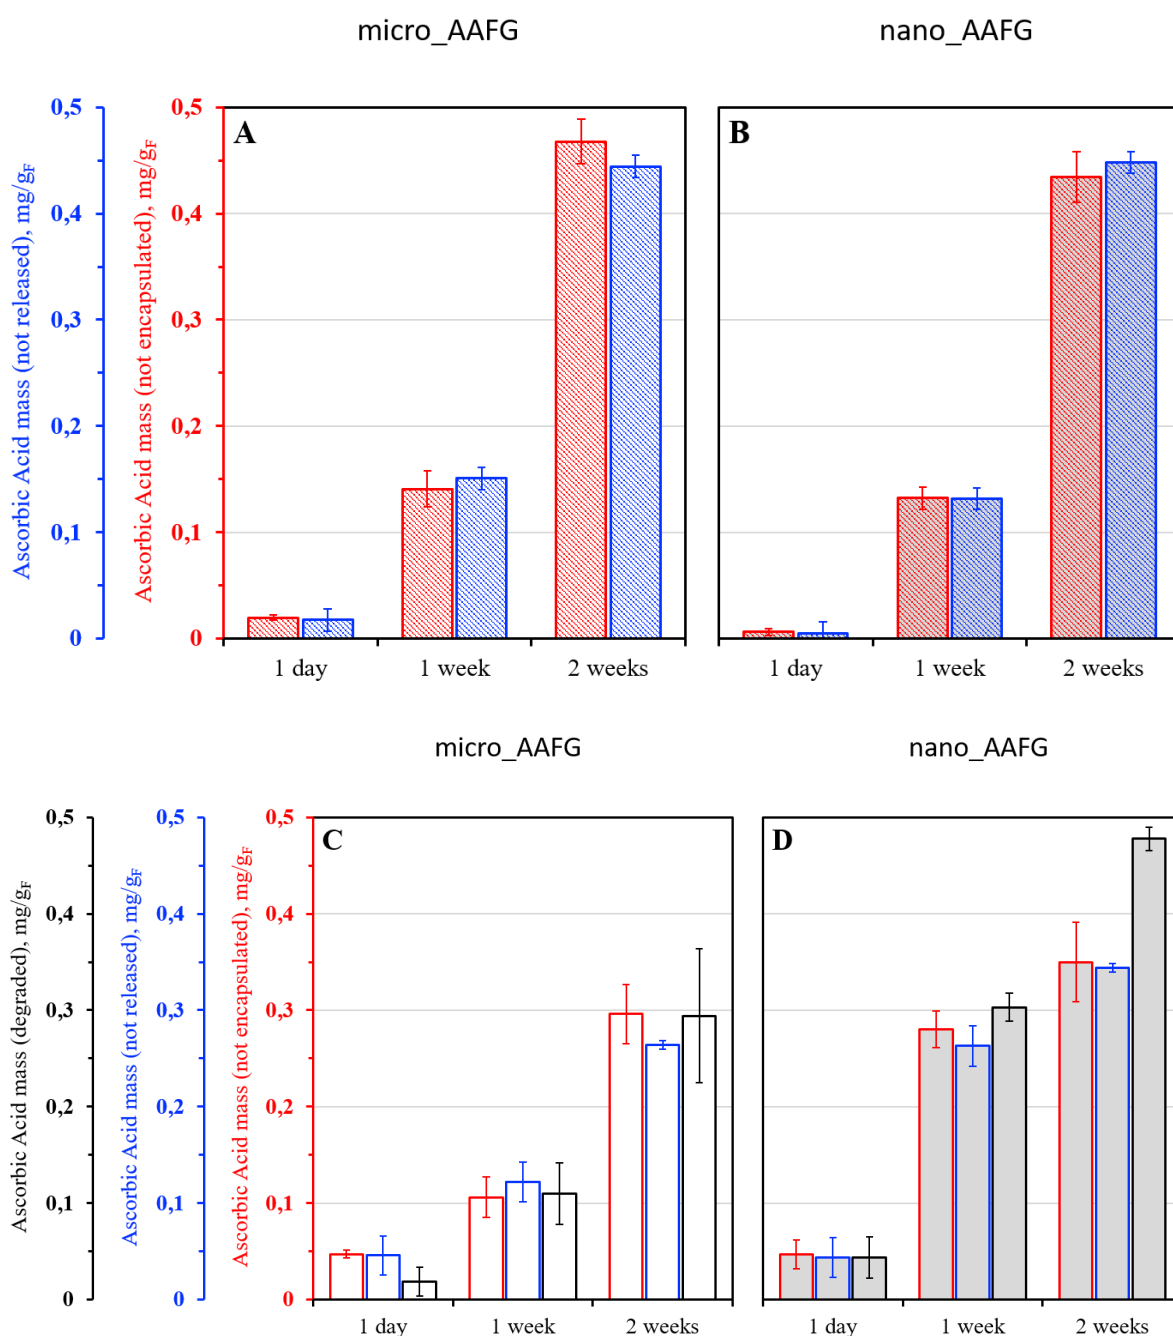 micro_AAFG
nano_AAFG
Ascorbic Acid mass (not released), mg/gF
0,5
0,4
0,3
0,2
0,1
0
Ascorbic Acid mass (not encapsulated), mg/gF
0,5
0,4
0,3
0,2
0,1
0
A
1 day
1 week
2 weeks
B
1 day
1 week
2 weeks
micro_AAFG
nano_AAFG
Ascorbic Acid mass (degraded), mg/gF
0,5
0,4
0,3
0,2
0,1
0
Ascorbic Acid mass (not released), mg/gF
0,5
0,4
0,3
0,2
0,1
0
Ascorbic Acid mass (not encapsulated), mg/gF
0,5
0,4
0,3
0,2
0,1
0
C
1 day
1 week
2 weeks
D
1 day
1 week
2 weeks